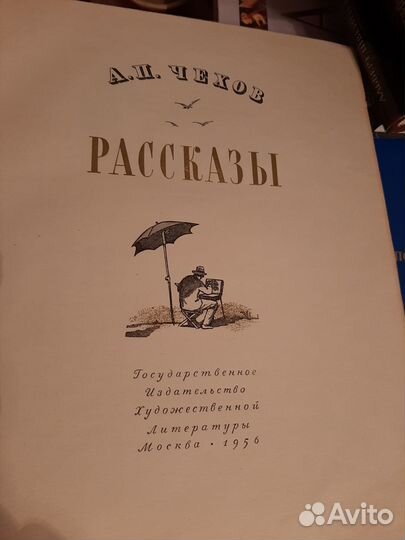 А.П. ЧЕХОВ
РАССКАЗЫ
Государственное
Издательство
Художественной
Литературы
Москва · 1956
Avito